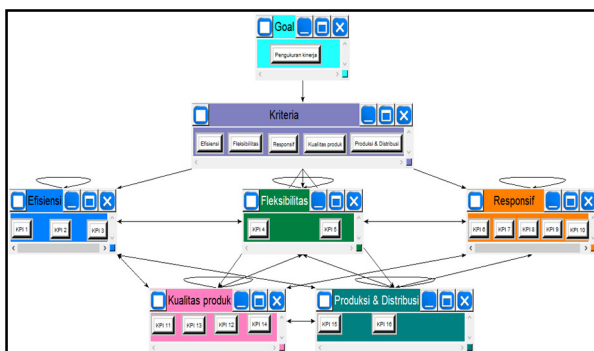 Goal
Pengukuran kinerja
Kriteria
Efisiensi Fleksibilitas Responsif Kualitas produk Produksi & Distribusi
Efisiensi
KPI 1 KPI 2 KPI 3
Fleksibilitas
KPI 4 KPI 5
Responsif
KPI 6 KPI 7 KPI 8 KPI 9 KPI 10
Kualitas produk
KPI 11 KPI 13 KPI 12 KPI 14
Produksi & Distribusi
KPI 15 KPI 16